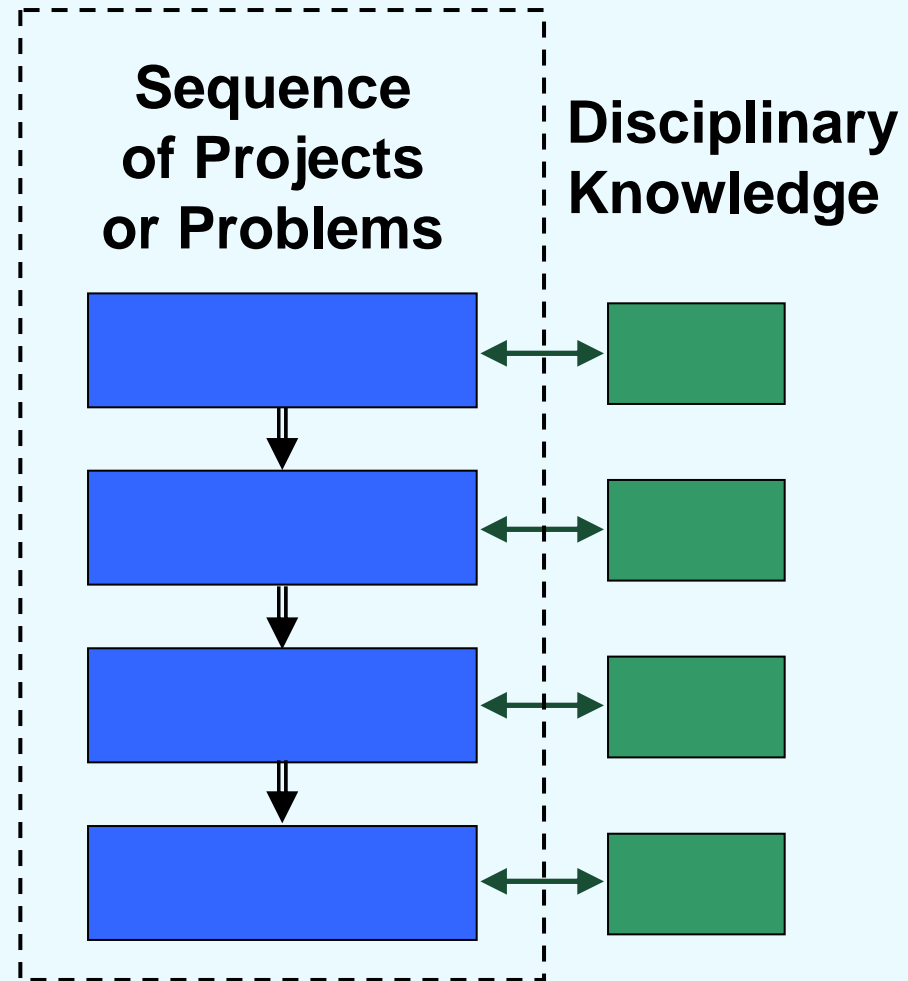 Sequence
of Projects
or Problems
Disciplinary
Knowledge